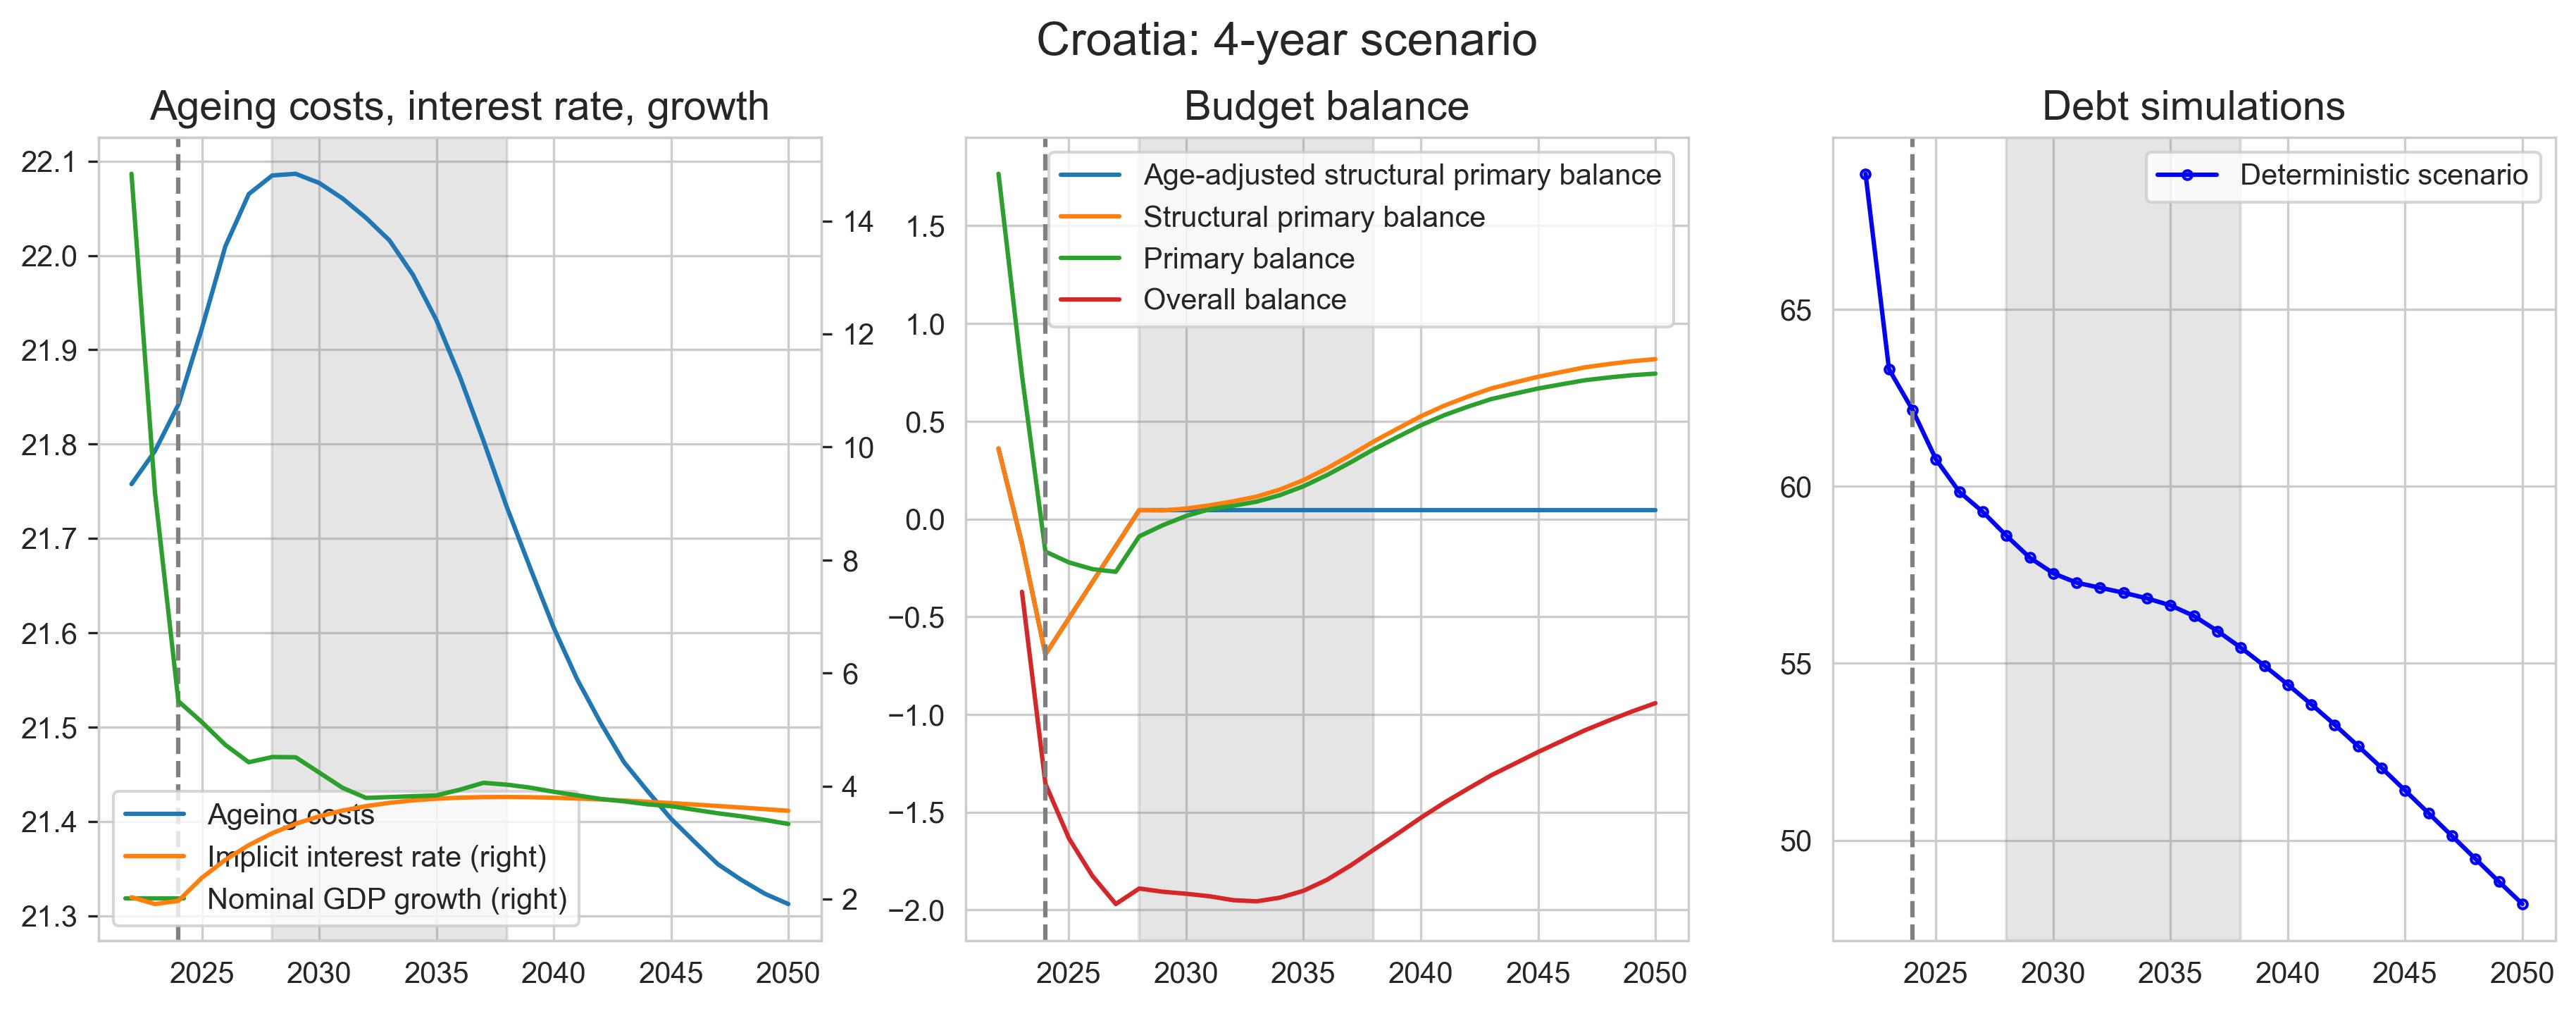 Croatia: 4-year scenario
Ageing costs, interest rate, growth
22.1
22.0
21.9
21.8
21.7
21.6
21.5
21.4
21.3
14
12
10
8
6
4
2
Ageing costs
Implicit interest rate (right)
Nominal GDP growth (right)
2025 2030 2035 2040 2045 2050
Budget balance
1.5
1.0
0.5
0.0
−0.5
−1.0
−1.5
−2.0
Age-adjusted structural primary balance
Structural primary balance
Primary balance
Overall balance
2025 2030 2035 2040 2045 2050
Debt simulations
65
60
55
50
Deterministic scenario
2025 2030 2035 2040 2045 2050